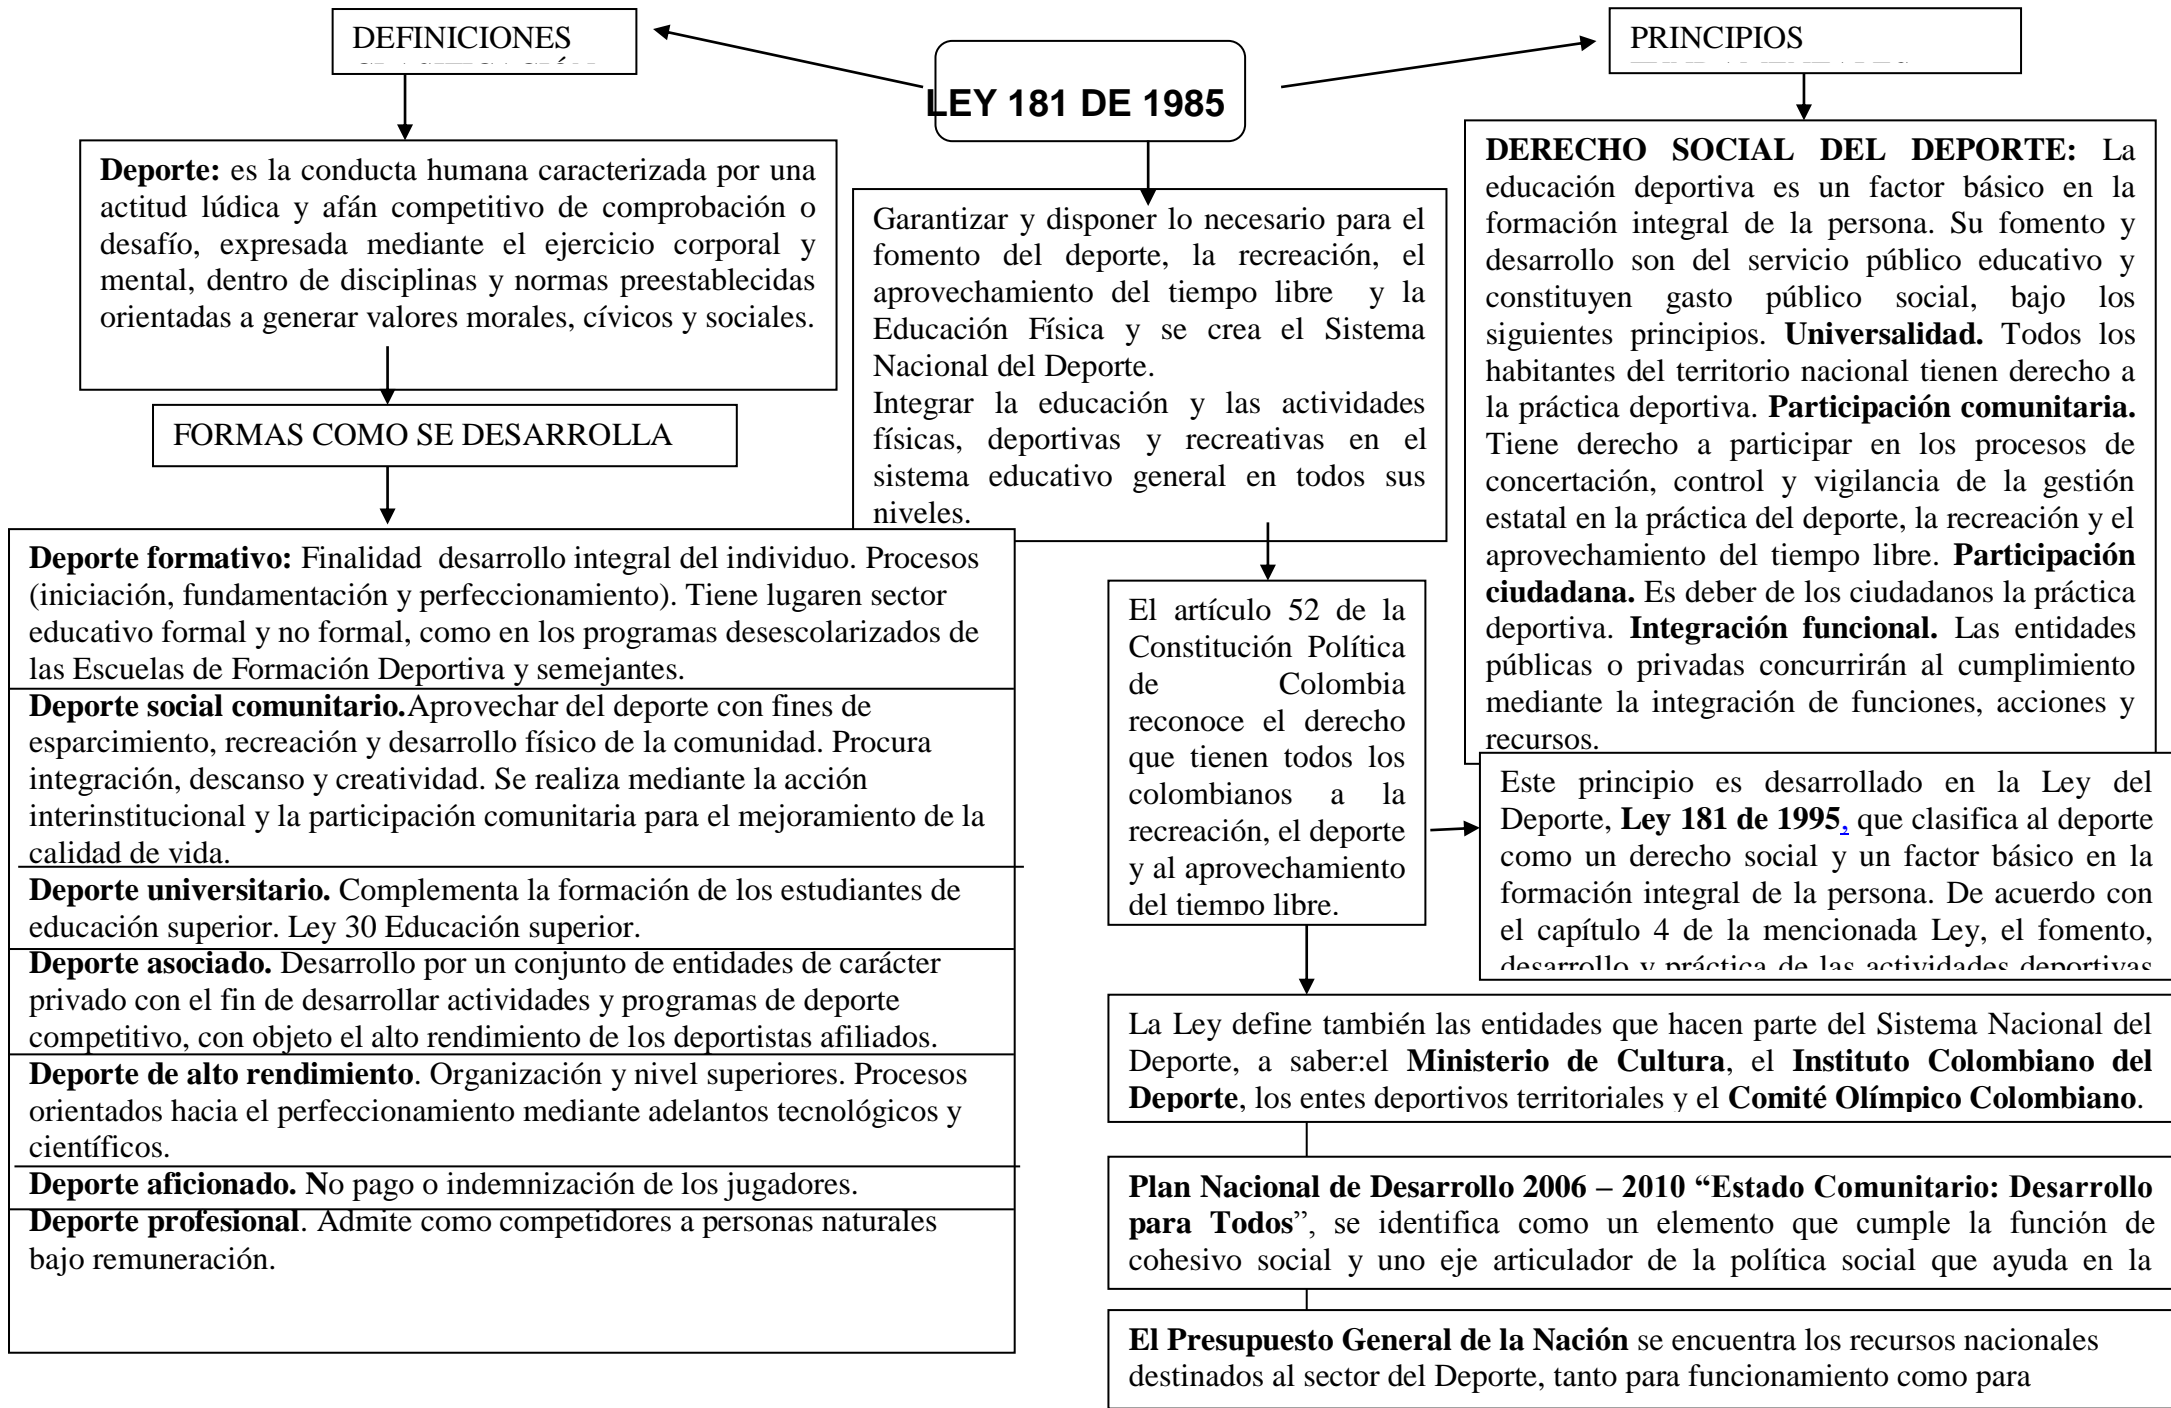 DEFINICIONES
LEY 181 DE 1985
PRINCIPIOS
Deporte: es la conducta humana caracterizada por una
actitud lúdica y afán competitivo de comprobación o
desafío, expresada mediante el ejercicio corporal y
mental, dentro de disciplinas y normas preestablecidas
orientadas a generar valores morales, cívicos y sociales.
FORMAS COMO SE DESARROLLA
Deporte formativo: Finalidad  desarrollo integral del individuo. Procesos
(iniciación, fundamentación y perfeccionamiento). Tiene lugaren sector
educativo formal y no formal, como en los programas desescolarizados de
las Escuelas de Formación Deportiva y semejantes.
Deporte social comunitario.Aprovechar del deporte con fines de
esparcimiento, recreación y desarrollo físico de la comunidad. Procura
integración, descanso y creatividad. Se realiza mediante la acción
interinstitucional y la participación comunitaria para el mejoramiento de la
calidad de vida.
Deporte universitario. Complementa la formación de los estudiantes de
educación superior. Ley 30 Educación superior.
Deporte asociado. Desarrollo por un conjunto de entidades de carácter
privado con el fin de desarrollar actividades y programas de deporte
competitivo, con objeto el alto rendimiento de los deportistas afiliados.
Deporte de alto rendimiento. Organización y nivel superiores. Procesos
orientados hacia el perfeccionamiento mediante adelantos tecnológicos y
científicos.
Deporte aficionado. No pago o indemnización de los jugadores.
Deporte profesional. Admite como competidores a personas naturales
bajo remuneración.
Garantizar y disponer lo necesario para el
fomento del deporte, la recreación, el
aprovechamiento del tiempo libre  y la
Educación Física y se crea el Sistema
Nacional del Deporte.
Integrar la educación y las actividades
físicas, deportivas y recreativas en el
sistema educativo general en todos sus
niveles.
El artículo 52 de la
Constitución Política
de Colombia
reconoce el derecho
que tienen todos los
colombianos a la
recreación, el deporte
y al aprovechamiento
del tiempo libre.
DERECHO SOCIAL DEL DEPORTE: La
educación deportiva es un factor básico en la
formación integral de la persona. Su fomento y
desarrollo son del servicio público educativo y
constituyen gasto público social, bajo los
siguientes principios. Universalidad. Todos los
habitantes del territorio nacional tienen derecho a
la práctica deportiva. Participación comunitaria.
Tiene derecho a participar en los procesos de
concertación, control y vigilancia de la gestión
estatal en la práctica del deporte, la recreación y el
aprovechamiento del tiempo libre. Participación
ciudadana. Es deber de los ciudadanos la práctica
deportiva. Integración funcional. Las entidades
públicas o privadas concurrirán al cumplimiento
mediante la integración de funciones, acciones y
recursos.
Este principio es desarrollado en la Ley del
Deporte, Ley 181 de 1995, que clasifica al deporte
como un derecho social y un factor básico en la
formación integral de la persona. De acuerdo con
el capítulo 4 de la mencionada Ley, el fomento,
desarrollo y práctica de las actividades deportivas
La Ley define también las entidades que hacen parte del Sistema Nacional del
Deporte, a saber:el Ministerio de Cultura, el Instituto Colombiano del
Deporte, los entes deportivos territoriales y el Comité Olímpico Colombiano.
Plan Nacional de Desarrollo 2006 – 2010 “Estado Comunitario: Desarrollo
para Todos”, se identifica como un elemento que cumple la función de
cohesivo social y uno eje articulador de la política social que ayuda en la
El Presupuesto General de la Nación se encuentra los recursos nacionales
destinados al sector del Deporte, tanto para funcionamiento como para